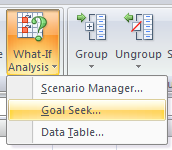 What-If
Analysis
Group
Ungroup
S
Scenario Manager...
Goal Seek...
Data Table...